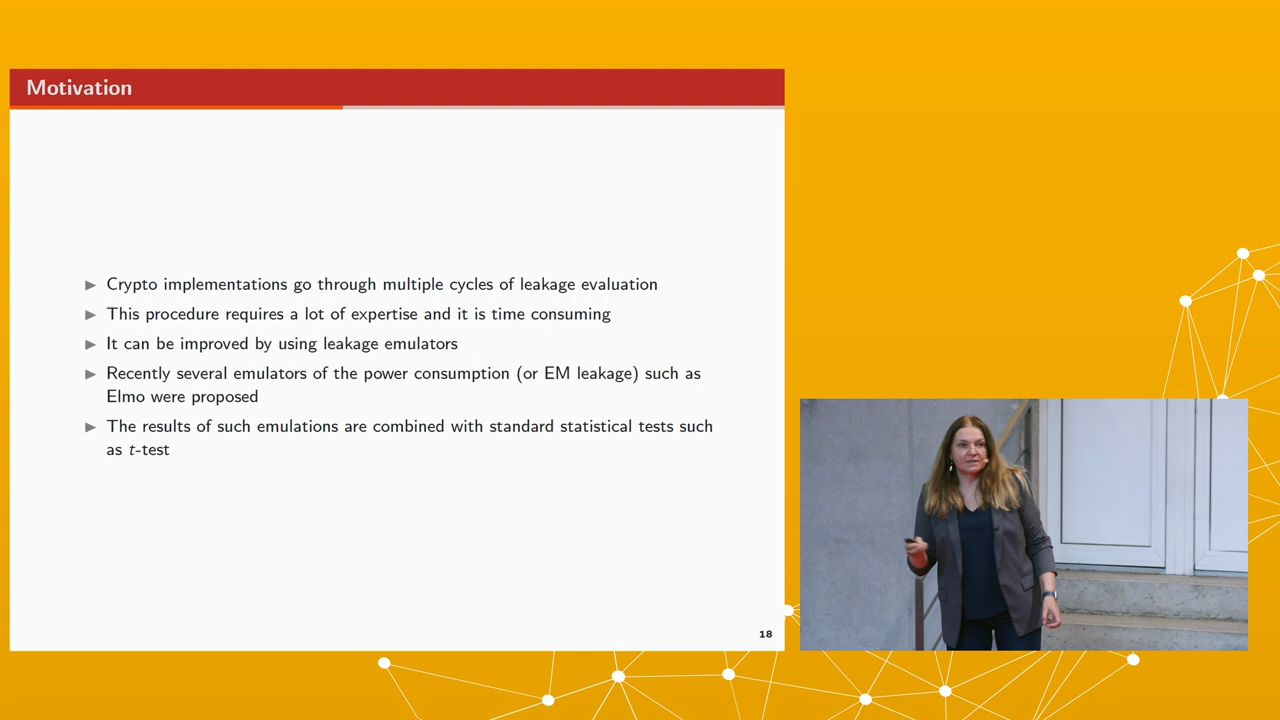 Motivation
Crypto implementations go through multiple cycles of leakage evaluation
This procedure requires a lot of expertise and it is time consuming
It can be improved by using leakage emulators
Recently several emulators of the power consumption (or EM leakage) such as
Elmo were proposed
The results of such emulations are combined with standard statistical tests such
as t-test
18